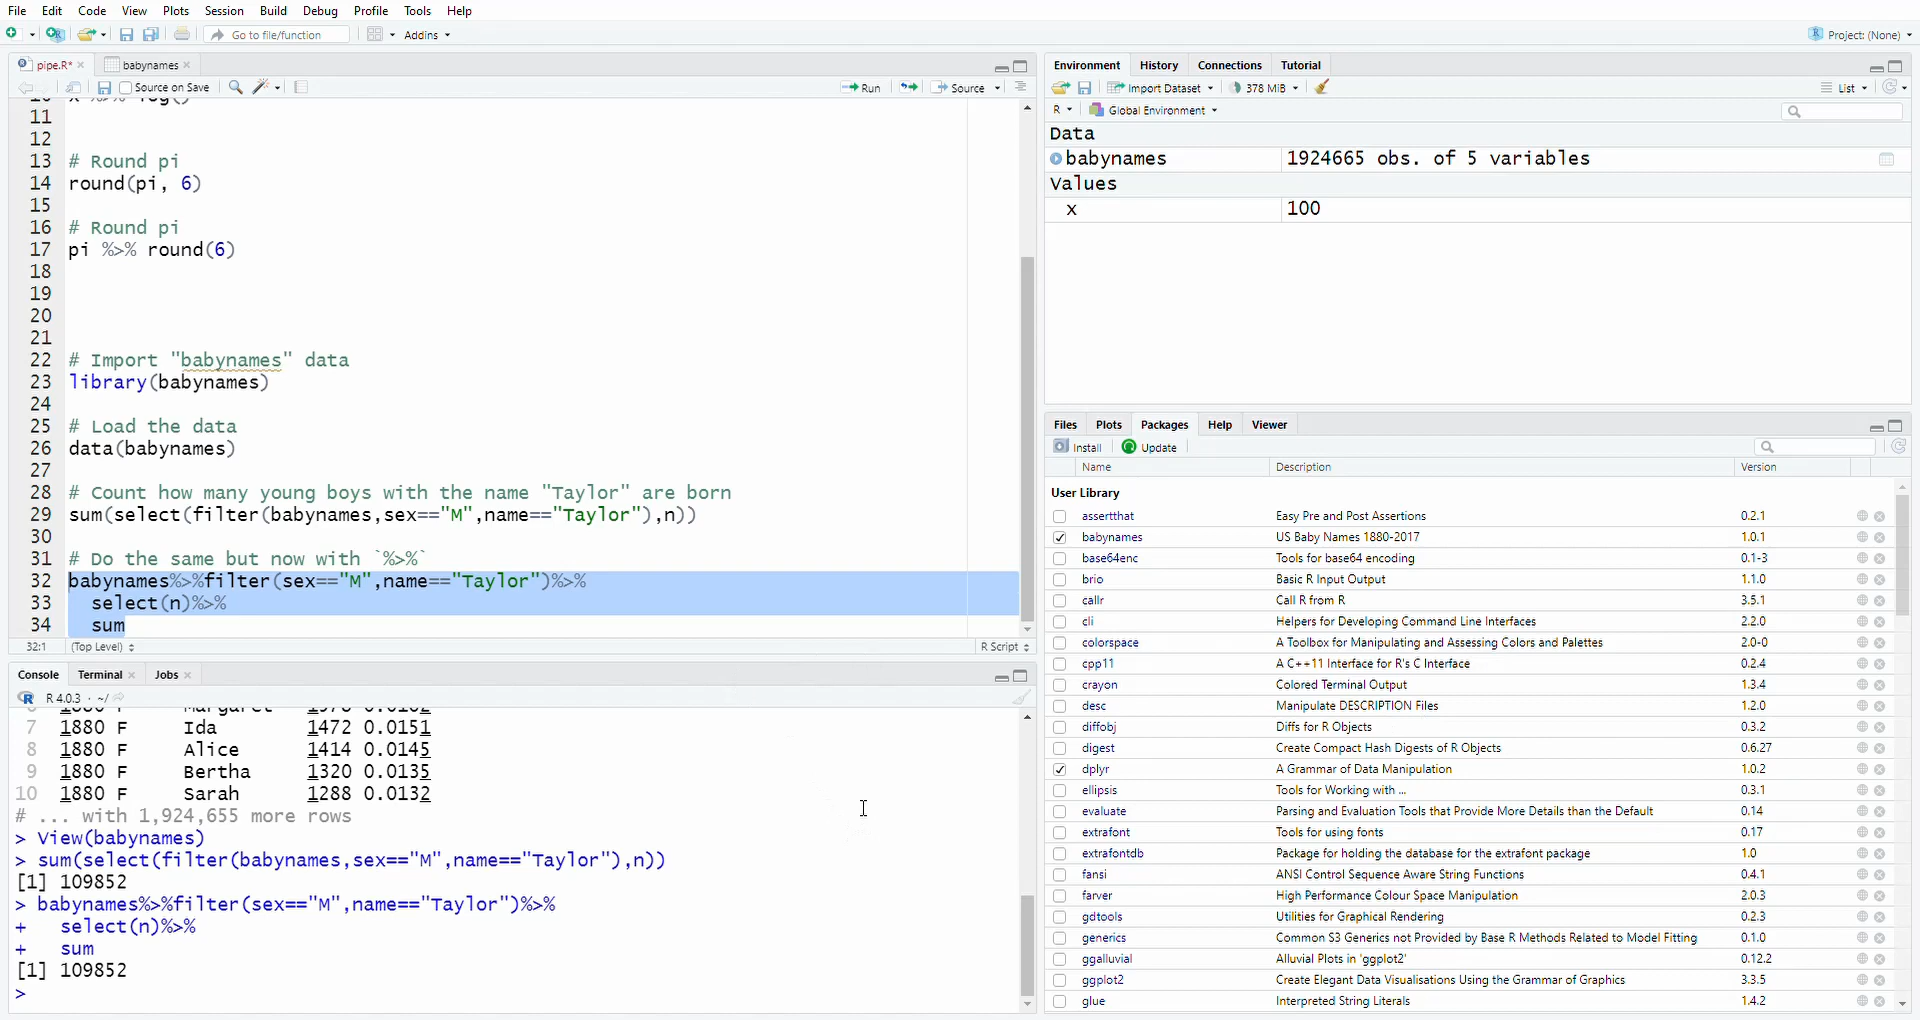 File Edit Code View Plots Session Build Debug Profile Tools Help
Go to file/function Addins Project: (None)
pipe.R* babynames
Source on Save Run Source
11
12
13 # Round pi
14 round(pi, 6)
15
16 # Round pi
17 pi %>% round(6)
18
19
20
21
22 # Import "babynames" data
23 library(babynames)
24
25 # Load the data
26 data(babynames)
27
28 # Count how many young boys with the name "Taylor" are born
29 sum(select(filter(babynames,sex=="M",name=="Taylor"),n))
30
31 # Do the same but now with `%>%`
32 babynames%>%filter(sex=="M",name=="Taylor")%>%
33 select(n)%>%
34 sum
32:1 (Top Level) R Script
Console Terminal Jobs
R 4.0.3 · ~/
7 1880 F Ida 1472 0.0151
8 1880 F Alice 1414 0.0145
9 1880 F Bertha 1320 0.0135
10 1880 F Sarah 1288 0.0132
# ... with 1,924,655 more rows
> View(babynames)
> sum(select(filter(babynames,sex=="M",name=="Taylor"),n))
[1] 109852
> babynames%>%filter(sex=="M",name=="Taylor")%>%
+ select(n)%>%
+ sum
[1] 109852
>
Environment History Connections Tutorial
Import Dataset 378 MiB List
R Global Environment
Data
babynames 1924665 obs. of 5 variables
Values
x 100
Files Plots Packages Help Viewer
Install Update
Name Description Version
User Library
assertthat Easy Pre and Post Assertions 0.2.1
babynames US Baby Names 1880-2017 1.0.1
base64enc Tools for base64 encoding 0.1-3
brio Basic R Input Output 1.1.0
callr Call R from R 3.5.1
cli Helpers for Developing Command Line Interfaces 2.2.0
colorspace A Toolbox for Manipulating and Assessing Colors and Palettes 2.0-0
cpp11 A C++11 Interface for R's C Interface 0.2.4
crayon Colored Terminal Output 1.3.4
desc Manipulate DESCRIPTION Files 1.2.0
diffobj Diffs for R Objects 0.3.2
digest Create Compact Hash Digests of R Objects 0.6.27
dplyr A Grammar of Data Manipulation 1.0.2
ellipsis Tools for Working with ... 0.3.1
evaluate Parsing and Evaluation Tools that Provide More Details than the Default 0.14
extrafont Tools for using fonts 0.17
extrafontdb Package for holding the database for the extrafont package 1.0
fansi ANSI Control Sequence Aware String Functions 0.4.1
farver High Performance Colour Space Manipulation 2.0.3
gdtools Utilities for Graphical Rendering 0.2.3
generics Common S3 Generics not Provided by Base R Methods Related to Model Fitting 0.1.0
ggalluvial Alluvial Plots in 'ggplot2' 0.12.2
ggplot2 Create Elegant Data Visualisations Using the Grammar of Graphics 3.3.5
glue Interpreted String Literals 1.4.2